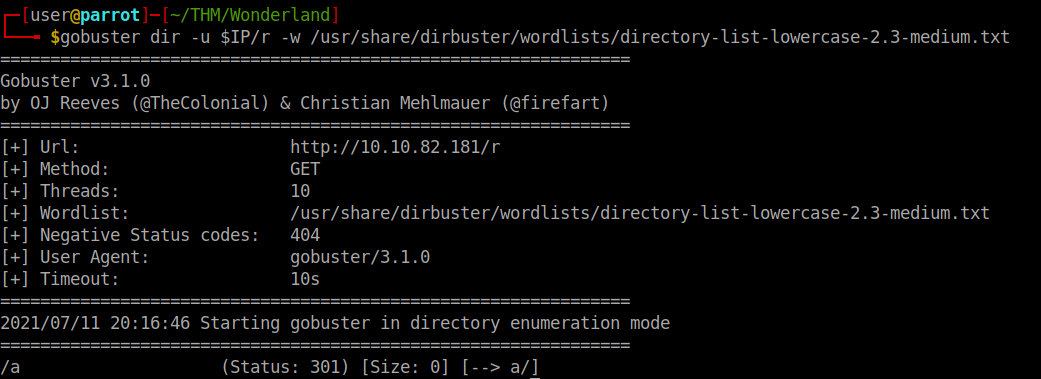 [user@parrot]─[~/THM/Wonderland]
$gobuster dir -u $IP/r -w /usr/share/dirbuster/wordlists/directory-list-lowercase-2.3-medium.txt
===============================================================
Gobuster v3.1.0
by OJ Reeves (@TheColonial) & Christian Mehlmauer (@firefart)
===============================================================
[+] Url:                     http://10.10.82.181/r
[+] Method:                  GET
[+] Threads:                 10
[+] Wordlist:                /usr/share/dirbuster/wordlists/directory-list-lowercase-2.3-medium.txt
[+] Negative Status codes:   404
[+] User Agent:              gobuster/3.1.0
[+] Timeout:                 10s
===============================================================
2021/07/11 20:16:46 Starting gobuster in directory enumeration mode
===============================================================
/a                    (Status: 301) [Size: 0] [--> a/]